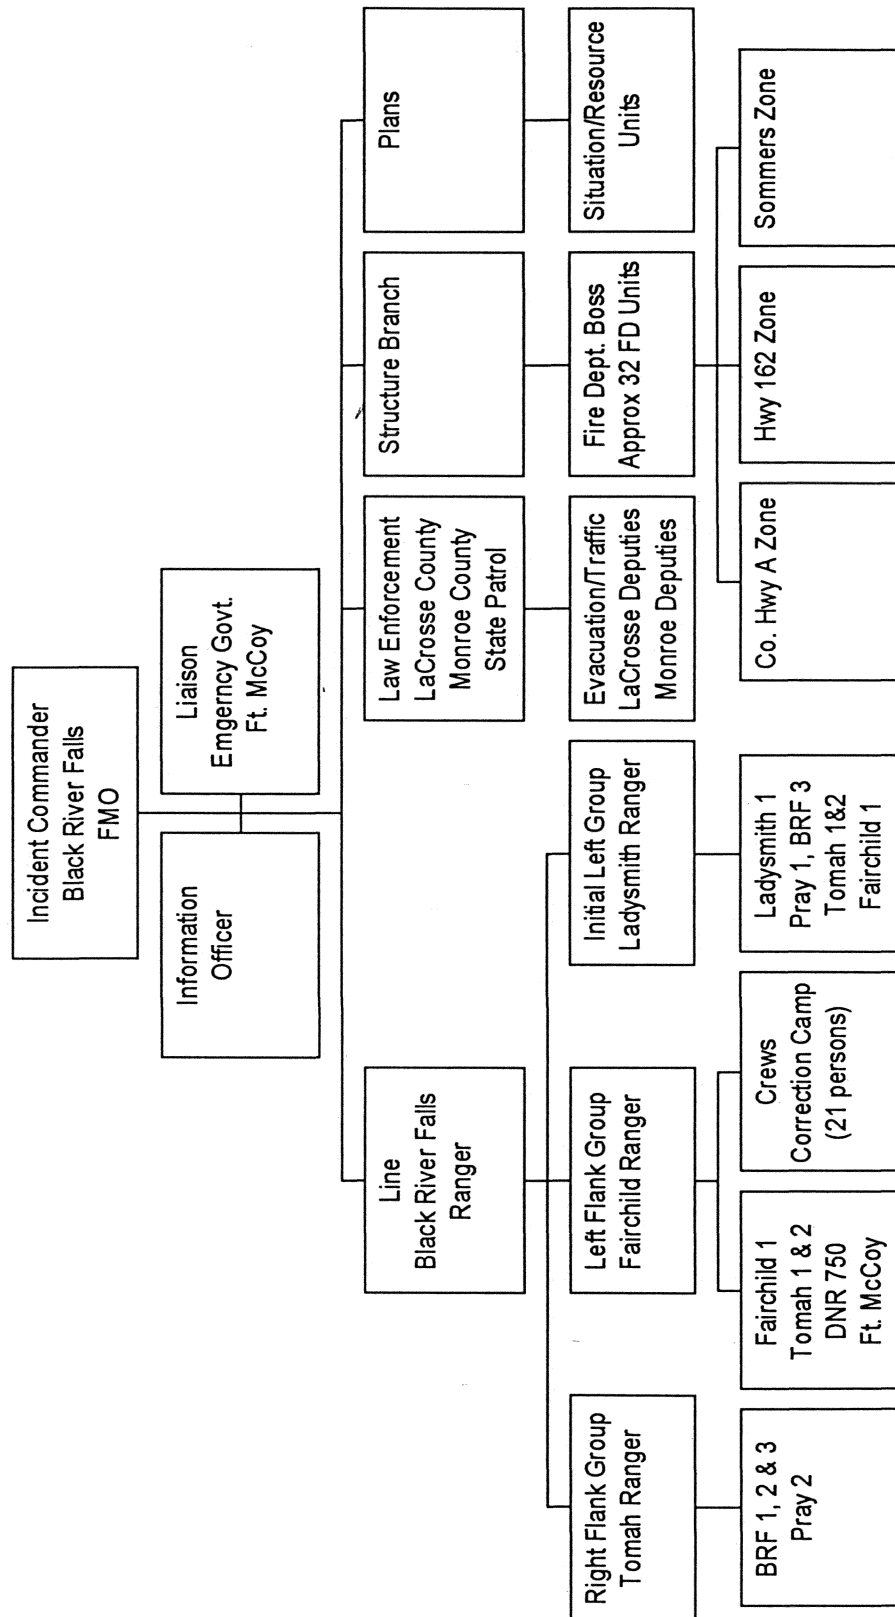 Incident Commander
Black River Falls
FMO
Information
Officer
Liaison
Emgerncy Govt.
Ft. McCoy
Line
Black River Falls
Ranger
Law Enforcement
LaCrosse County
Monroe County
State Patrol
Structure Branch
Plans
Right Flank Group
Tomah Ranger
Left Flank Group
Fairchild Ranger
Initial Left Group
Ladysmith Ranger
Evacuation/Traffic
LaCrosse Deputies
Monroe Deputies
Fire Dept. Boss
Approx 32 FD Units
Situation/Resource
Units
BRF 1, 2 & 3
Pray 2
Fairchild 1
Tomah 1 & 2
DNR 750
Ft. McCoy
Crews
Correction Camp
(21 persons)
Ladysmith 1
Pray 1, BRF 3
Tomah 1&2
Fairchild 1
Co. Hwy A Zone
Hwy 162 Zone
Sommers Zone